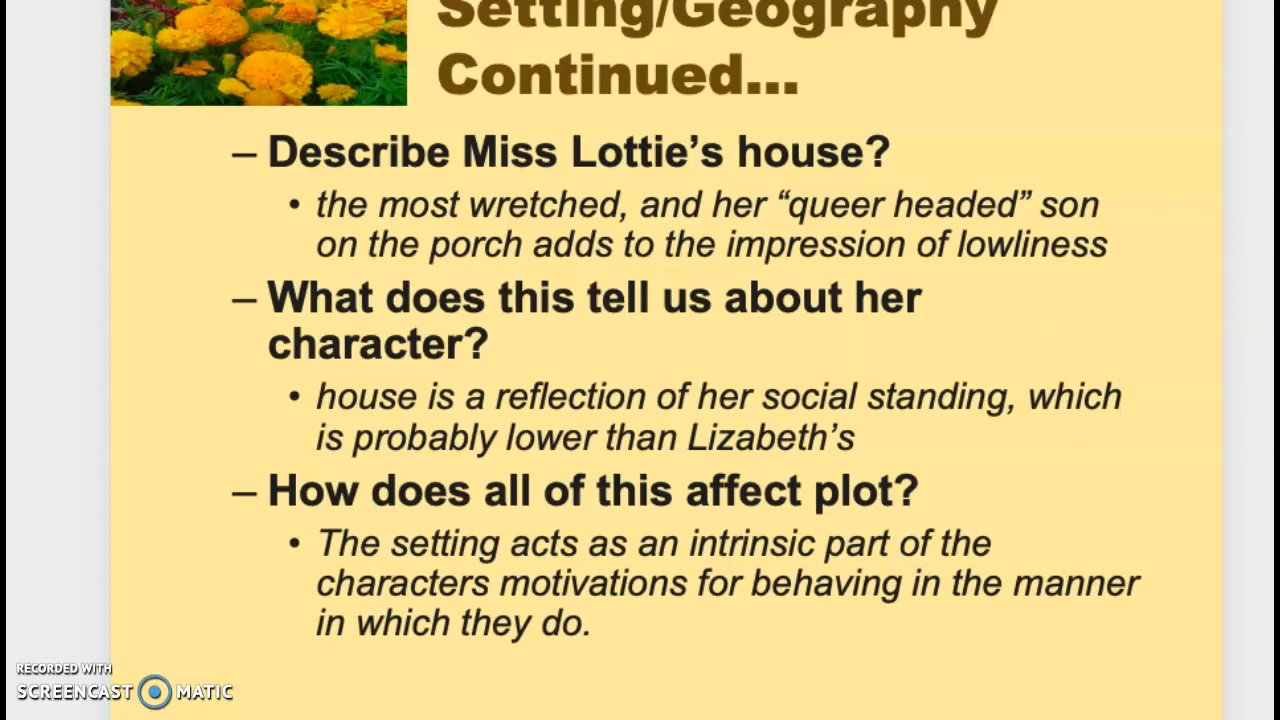 Setting/Geography
Continued...
– Describe Miss Lottie’s house?
• the most wretched, and her “queer headed” son
on the porch adds to the impression of lowliness
– What does this tell us about her
character?
• house is a reflection of her social standing, which
is probably lower than Lizabeth’s
– How does all of this affect plot?
• The setting acts as an intrinsic part of the
characters motivations for behaving in the manner
in which they do.
RECORDED WITH
SCREENCAST MATIC